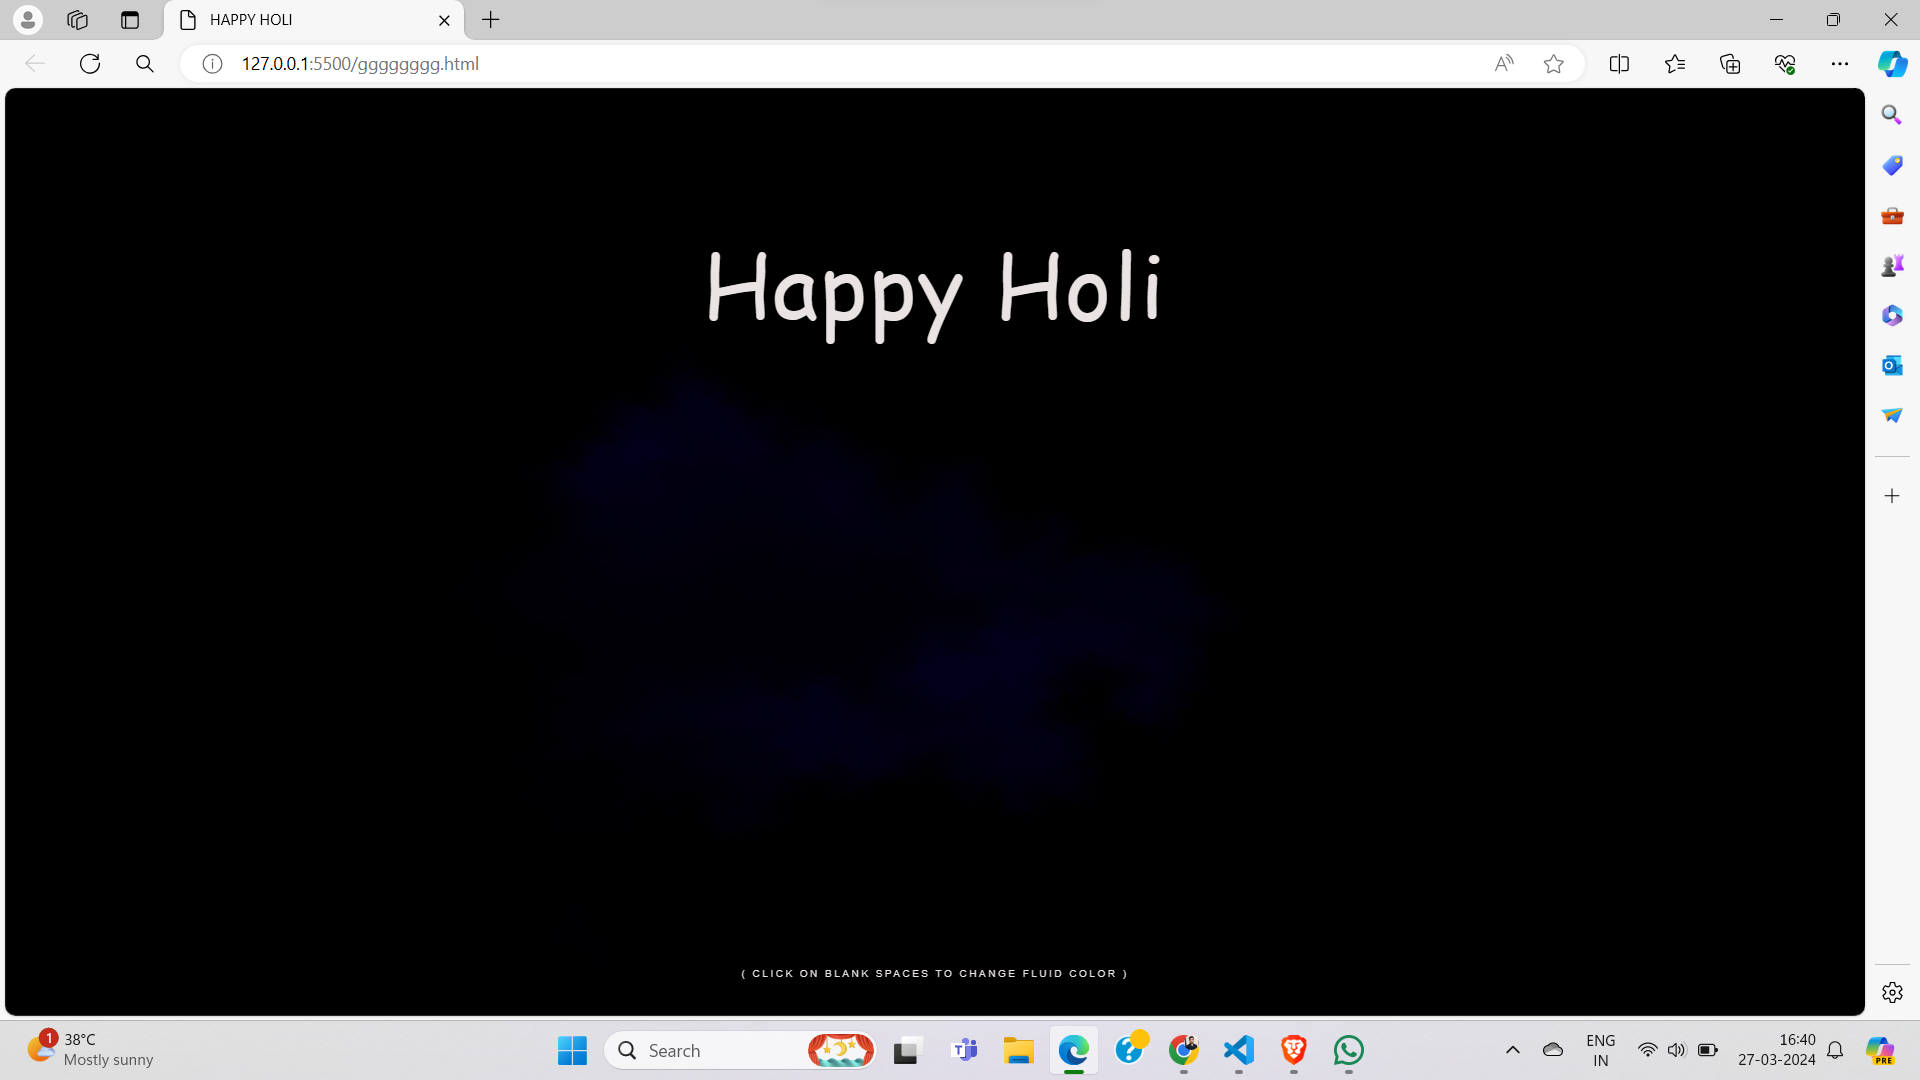 HAPPY HOLI
127.0.0.1:5500/gggggggg.html
Happy Holi
( CLICK ON BLANK SPACES TO CHANGE FLUID COLOR )
1
38°C
Mostly sunny
Search
ENG
IN
16:40
27-03-2024
PRE